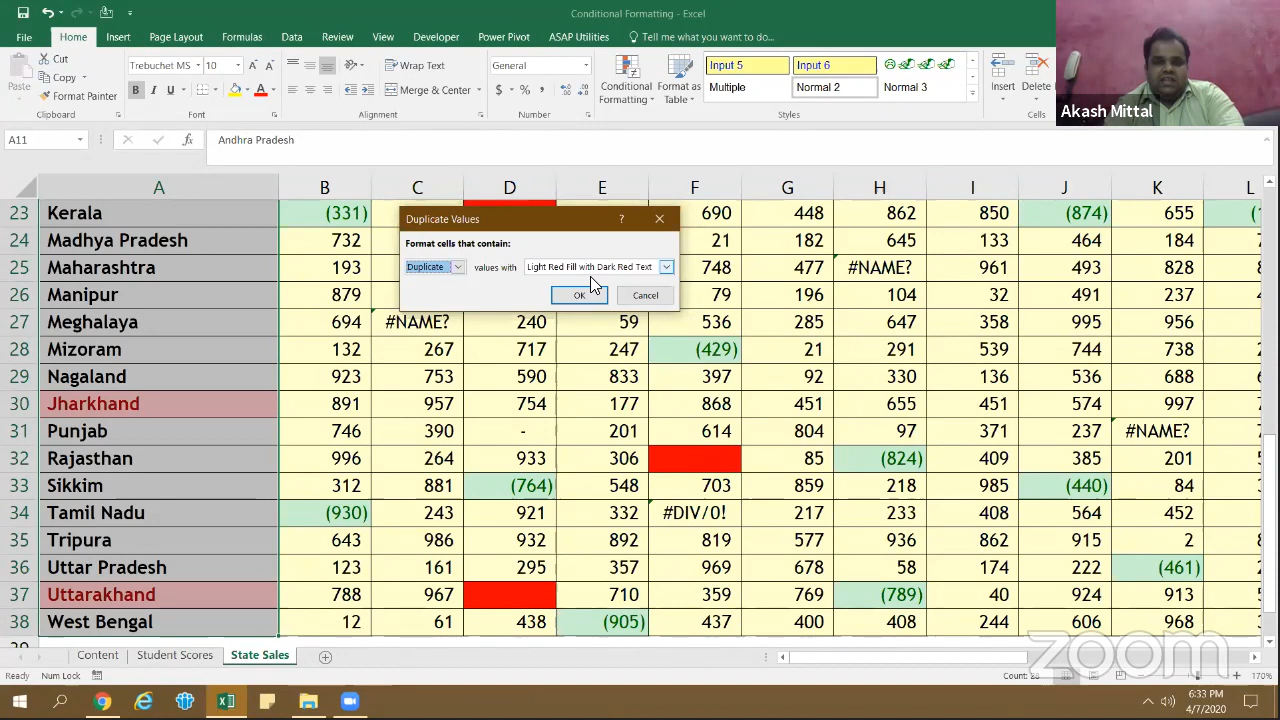 Conditional Formatting - Excel
File Home Insert Page Layout Formulas Data Review View Developer Power Pivot ASAP Utilities Tell me what you want to do...
Paste
Cut
Copy
Format Painter
Clipboard
Trebuchet MS 10
B I U
Font
Wrap Text
Merge & Center
Alignment
General
$ % ,
Number
Conditional Formatting
Format as Table
Input 5 Input 6
Multiple Normal 2 Normal 3
Styles
Insert Delete
Cells
Akash Mittal
A11 fx Andhra Pradesh
A B C D E F G H I J K L
23 Kerala (331) 690 448 862 850 (874) 655
24 Madhya Pradesh 732 21 182 645 133 464 184
25 Maharashtra 193 748 477 #NAME? 961 493 828
26 Manipur 879 79 196 104 32 491 237
27 Meghalaya 694 #NAME? 240 59 536 285 647 358 995 956
28 Mizoram 132 267 717 247 (429) 21 291 539 744 738
29 Nagaland 923 753 590 833 397 92 330 136 536 688
30 Jharkhand 891 957 754 177 868 451 655 451 574 997
31 Punjab 746 390 - 201 614 804 97 371 237 #NAME?
32 Rajasthan 996 264 933 306 85 (824) 409 385 201
33 Sikkim 312 881 (764) 548 703 859 218 985 (440) 84
34 Tamil Nadu (930) 243 921 332 #DIV/0! 217 233 408 564 452
35 Tripura 643 986 932 892 819 577 936 862 915 2
36 Uttar Pradesh 123 161 295 357 969 678 58 174 222 (461)
37 Uttarakhand 788 967 710 359 769 (789) 40 924 913
38 West Bengal 12 61 438 (905) 437 400 408 244 606 968
Duplicate Values ?
Format cells that contain:
Duplicate values with Light Red Fill with Dark Red Text
OK Cancel
Content Student Scores State Sales
zoom
Ready Num Lock
170%
6:33 PM
4/7/2020